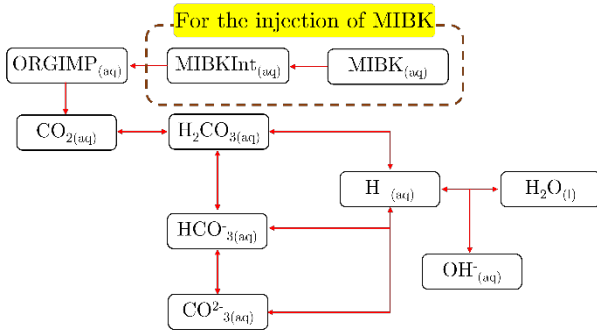 For the injection of MIBK
ORGIMP(aq)
MIBKInt(aq)
MIBK(aq)
CO2(aq)
H2CO3(aq)
H (aq)
H2O(l)
HCO-3(aq)
OH-(aq)
CO2-3(aq)